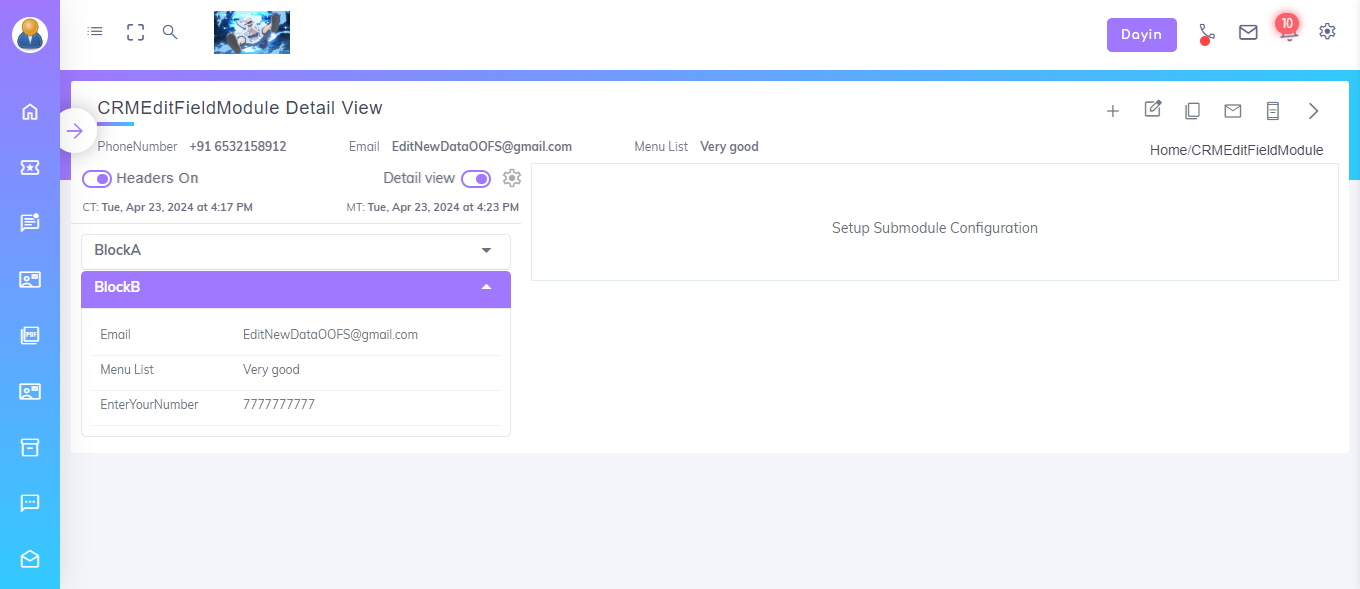 Dayin
10
CRMEditFieldModule Detail View
PhoneNumber +91 6532158912 Email EditNewDataOOFS@gmail.com Menu List Very good
Home/CRMEditFieldModule
Headers On Detail view
CT: Tue, Apr 23, 2024 at 4:17 PM MT: Tue, Apr 23, 2024 at 4:23 PM
Setup Submodule Configuration
BlockA
BlockB
Email EditNewDataOOFS@gmail.com
Menu List Very good
EnterYourNumber 7777777777
PDF